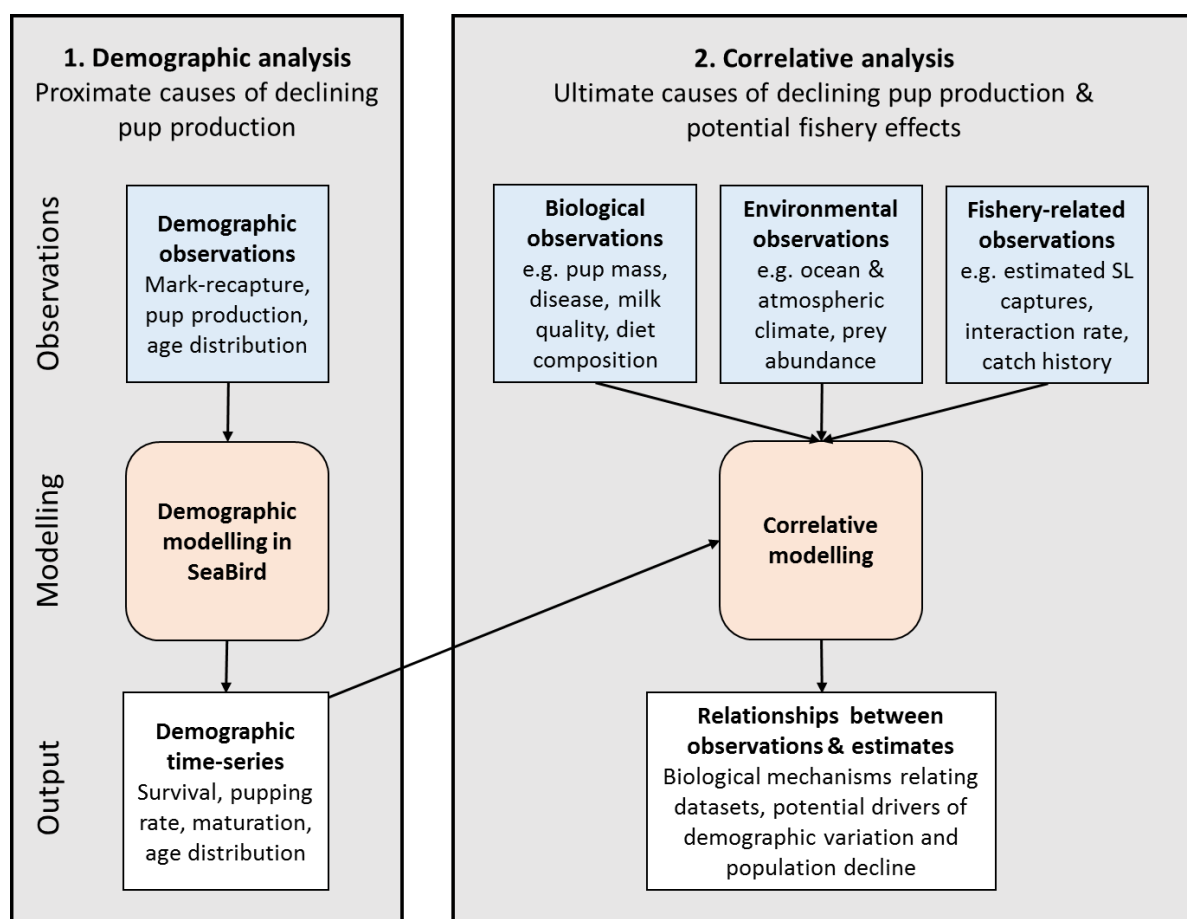 1. Demographic analysis
Proximate causes of declining
pup production
Observations
Demographic
observations
Mark-recapture,
pup production,
age distribution
Modelling
Demographic
modelling in
SeaBird
Output
Demographic
time-series
Survival, pupping
rate, maturation,
age distribution
2. Correlative analysis
Ultimate causes of declining pup production &
potential fishery effects
Biological
observations
e.g. pup mass,
disease, milk
quality, diet
composition
Environmental
observations
e.g. ocean &
atmospheric
climate, prey
abundance
Fishery-related
observations
e.g. estimated SL
captures,
interaction rate,
catch history
Correlative
modelling
Relationships between
observations & estimates
Biological mechanisms relating
datasets, potential drivers of
demographic variation and
population decline